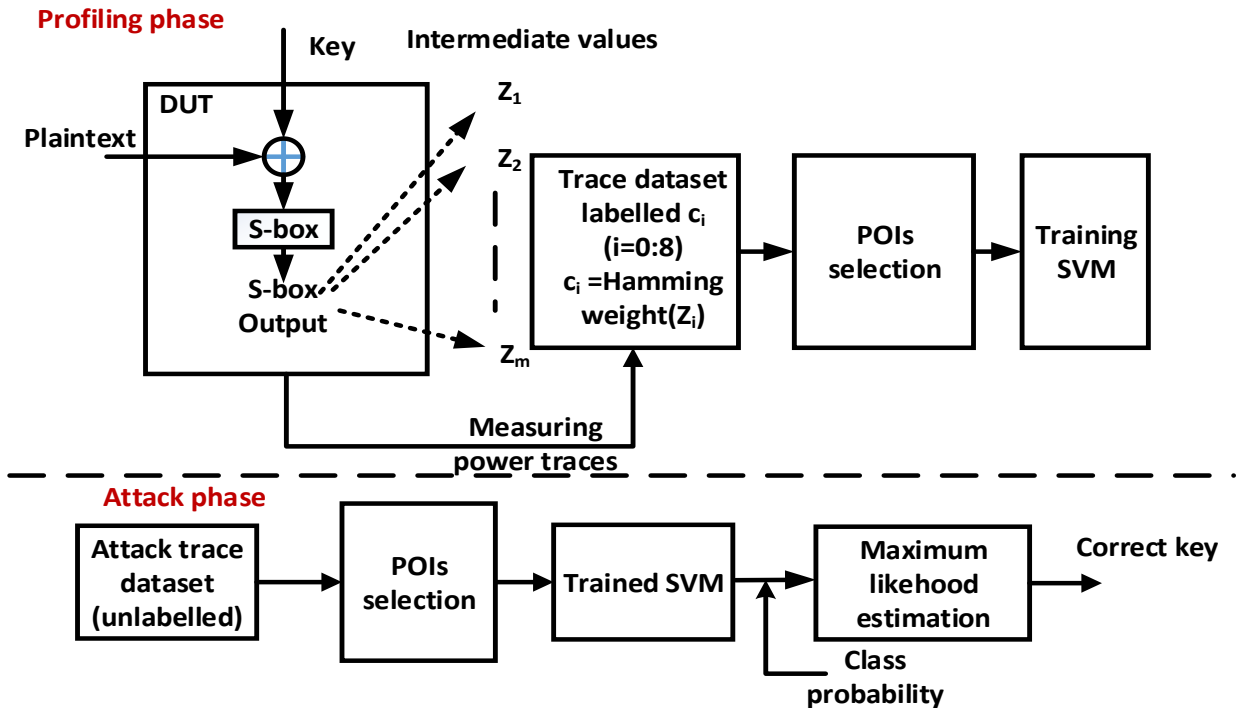 Profiling phase
Key
Intermediate values
DUT
Plaintext
S-box
S-box
Output
Z1
Z2
Zm
Trace dataset
labelled ci
(i=0:8)
ci =Hamming
weight(Zi)
POIs
selection
Training
SVM
Measuring
power traces
Attack phase
Attack trace
dataset
(unlabelled)
POIs
selection
Trained SVM
Class
probability
Maximum
likehood
estimation
Correct key